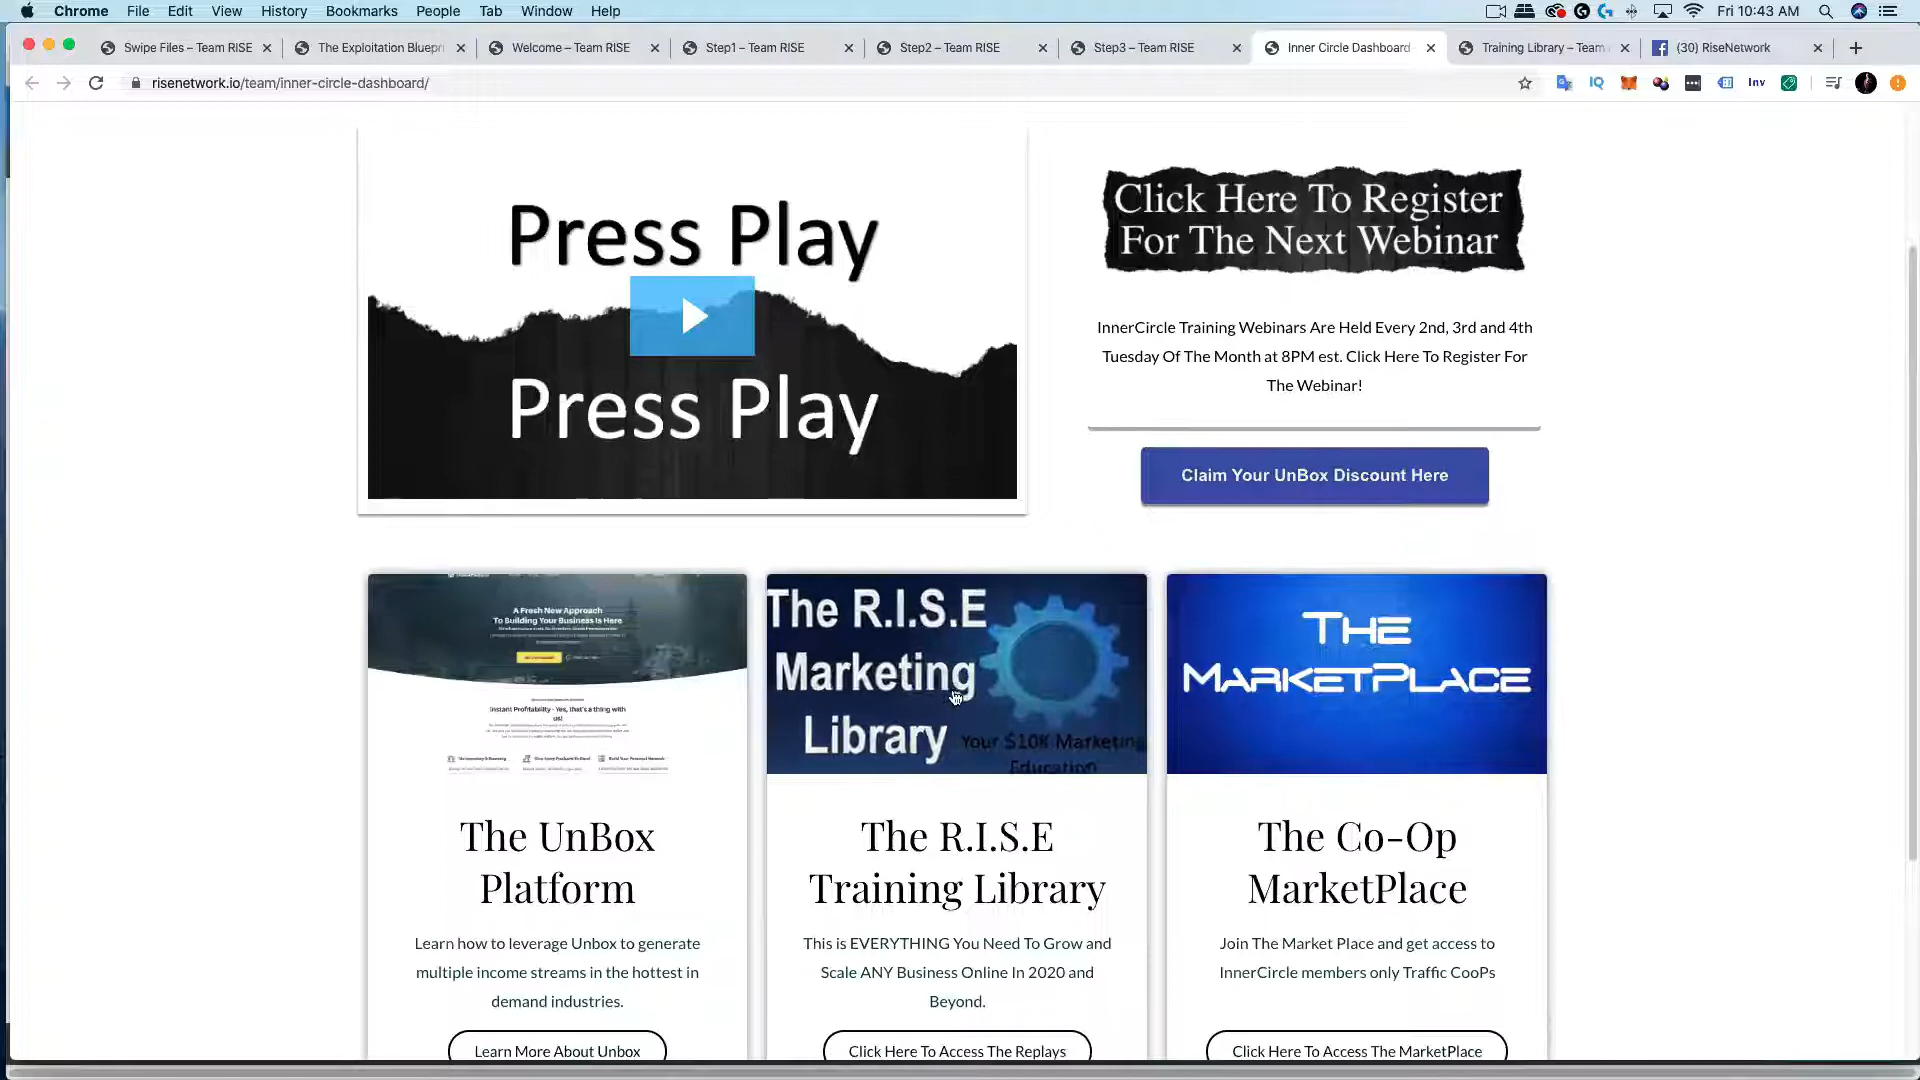 Chrome File Edit View History Bookmarks People Tab Window Help
Fri 10:43 AM
Swipe Files – Team RISE
The Exploitation Bluepri
Welcome – Team RISE
Step1 – Team RISE
Step2 – Team RISE
Step3 – Team RISE
Inner Circle Dashboard
Training Library – Team
(30) RiseNetwork
risenetwork.io/team/inner-circle-dashboard/
IQ
Inv
Press Play
Press Play
Click Here To Register
For The Next Webinar
InnerCircle Training Webinars Are Held Every 2nd, 3rd and 4th
Tuesday Of The Month at 8PM est. Click Here To Register For
The Webinar!
Claim Your UnBox Discount Here
A Fresh New Approach
To Building Your Business Is Here
Instant Profitability - Yes, that's a thing with
us!
The R.I.S.E
Marketing
Library
Your $10K Marketing
Education
THE
MARKETPLACE
The UnBox
Platform
Learn how to leverage Unbox to generate
multiple income streams in the hottest in
demand industries.
Learn More About Unbox
The R.I.S.E
Training Library
This is EVERYTHING You Need To Grow and
Scale ANY Business Online In 2020 and
Beyond.
Click Here To Access The Replays
The Co-Op
MarketPlace
Join The Market Place and get access to
InnerCircle members only Traffic CooPs
Click Here To Access The MarketPlace